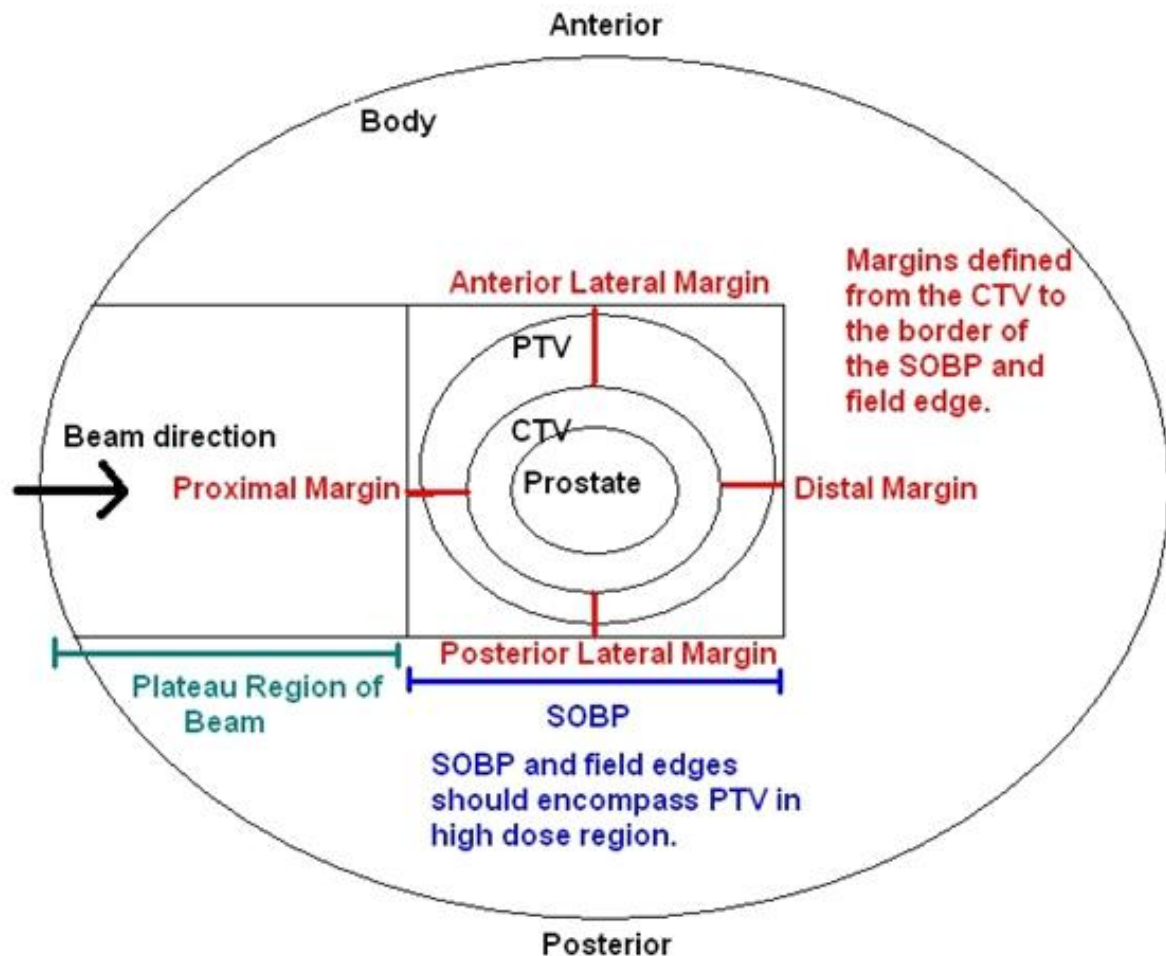 Anterior
Body
Anterior Lateral Margin
Margins defined
from the CTV to
the border of
the SOBP and
field edge.
PTV
CTV
Beam direction
Proximal Margin
Prostate
Distal Margin
Posterior Lateral Margin
Plateau Region of
Beam
SOBP
SOBP and field edges
should encompass PTV in
high dose region.
Posterior